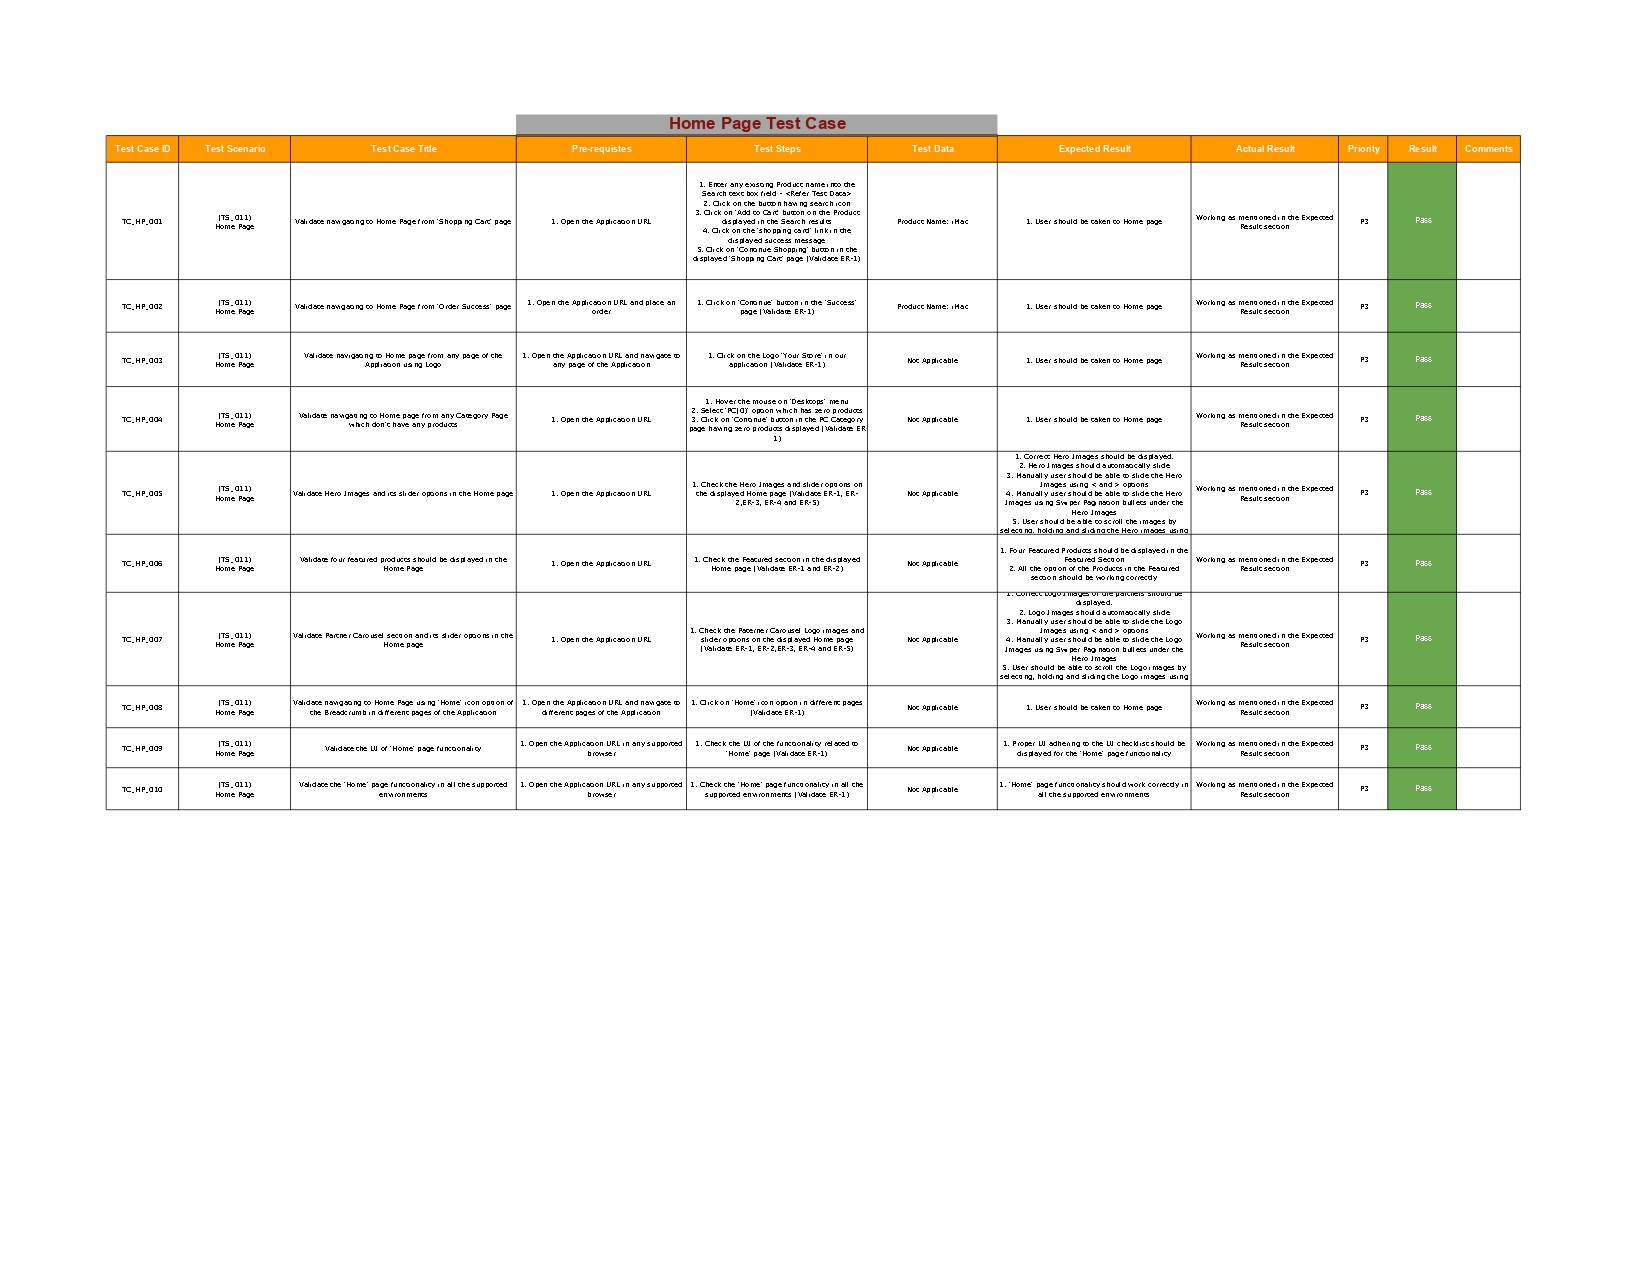 Home Page Test Case
Test Case ID Test Scenario Test Case Title Pre-requistes Test Steps Test Data Expected Result Actual Result Priority Result Comments
TC_HP_001
(TS_011)
Home Page
Validate navigating to Home Page from 'Shopping Cart' page
1. Open the Application URL
1. Enter any existing Product name into the
Search text box field - <Refer Test Data>
2. Click on the button having search icon
3. Click on 'Add to Cart' button on the Product
displayed in the Search results
4. Click on the 'shopping card' link in the
displayed success message
5. Click on 'Continue Shopping' button in the
displayed 'Shopping Cart' page (Validate ER-1)
Product Name: iMac
1. User should be taken to Home page
Working as mentioned in the Expected
Result section
P3
Pass
TC_HP_002
(TS_011)
Home Page
Validate navigating to Home Page from 'Order Success' page
1. Open the Application URL and place an
order
1. Click on 'Continue' button in the 'Success'
page (Validate ER-1)
Product Name: iMac
1. User should be taken to Home page
Working as mentioned in the Expected
Result section
P3
Pass
TC_HP_003
(TS_011)
Home Page
Validate navigating to Home page from any page of the
Application using Logo
1. Open the Application URL and navigate to
any page of the Application
1. Click on the Logo 'Your Store' in our
application (Validate ER-1)
Not Applicable
1. User should be taken to Home page
Working as mentioned in the Expected
Result section
P3
Pass
TC_HP_004
(TS_011)
Home Page
Validate navigating to Home page from any Category Page
which don't have any products
1. Open the Application URL
1. Hover the mouse on 'Desktops' menu
2. Select 'PC(0)' option which has zero products
3. Click on 'Continue' button in the PC Category
page having zero products displayed (Validate ER
1)
Not Applicable
1. User should be taken to Home page
Working as mentioned in the Expected
Result section
P3
Pass
TC_HP_005
(TS_011)
Home Page
Validate Hero Images and its slider options in the Home page
1. Open the Application URL
1. Check the Hero Images and slider options on
the displayed Home page (Validate ER-1, ER-
2,ER-3, ER-4 and ER-5)
Not Applicable
1. Correct Hero Images should be displayed.
2. Hero Images should automatically slide
3. Manually user should be able to slide the Hero
Images using < and > options
4. Manually user should be able to slide the Hero
Images using Swiper Pagination bullets under the
Hero Images
5. User should be able to scroll the images by
selecting, holding and sliding the Hero images using
Working as mentioned in the Expected
Result section
P3
Pass
TC_HP_006
(TS_011)
Home Page
Validate four featured products should be displayed in the
Home Page
1. Open the Application URL
1. Check the Featured section in the displayed
Home page (Validate ER-1 and ER-2)
Not Applicable
1. Four Featured Products should be displayed in the
Featured Section
2. All the option of the Products in the Featured
section should be working correctly
Working as mentioned in the Expected
Result section
P3
Pass
TC_HP_007
(TS_011)
Home Page
Validate Partner Carousel section and its slider options in the
Home page
1. Open the Application URL
1. Check the Paterner Carousel Logo images and
slider options on the displayed Home page
(Validate ER-1, ER-2,ER-3, ER-4 and ER-5)
Not Applicable
1. Correct Logo Images of the patchers should be
displayed.
2. Logo Images should automatically slide
3. Manually user should be able to slide the Logo
Images using < and > options
4. Manually user should be able to slide the Logo
Images using Swiper Pagination bullets under the
Hero Images
5. User should be able to scroll the Logo images by
selecting, holding and sliding the Logo images using
Working as mentioned in the Expected
Result section
P3
Pass
TC_HP_008
(TS_011)
Home Page
Validate navigating to Home Page using 'Home' icon option of
the Breadcrumb in different pages of the Application
1. Open the Application URL and navigate to
different pages of the Application
1. Click on 'Home' icon option in different pages
(Validate ER-1)
Not Applicable
1. User should be taken to Home page
Working as mentioned in the Expected
Result section
P3
Pass
TC_HP_009
(TS_011)
Home Page
Validate the UI of 'Home' page functionality
1. Open the Application URL in any supported
browser
1. Check the UI of the functionality related to
'Home' page (Validate ER-1)
Not Applicable
1. Proper UI adhering to the UI checklist should be
displayed for the 'Home' page functionality
Working as mentioned in the Expected
Result section
P3
Pass
TC_HP_010
(TS_011)
Home Page
Validate the 'Home' page functionality in all the supported
environments
1. Open the Application URL in any supported
browser
1. Check the 'Home' page functionality in all the
supported environments (Validate ER-1)
Not Applicable
1. 'Home' page functionality should work correctly in
all the supported environments
Working as mentioned in the Expected
Result section
P3
Pass